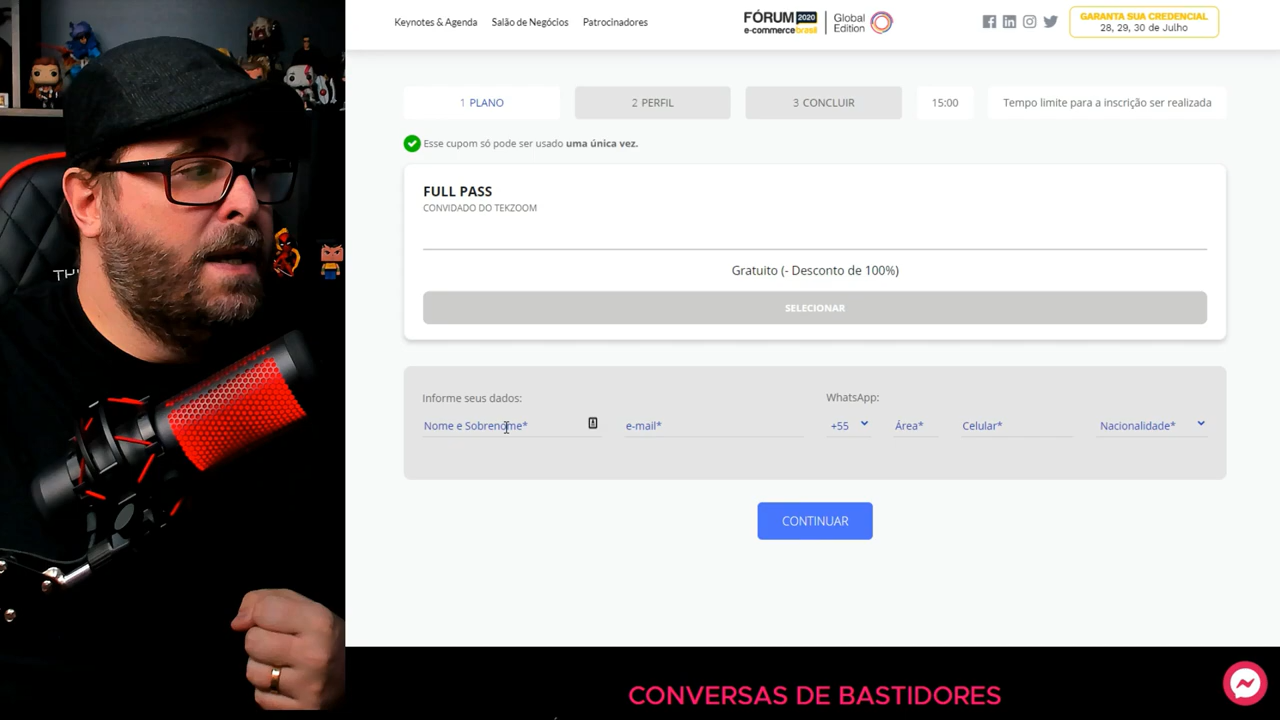 Keynotes & Agenda
Salão de Negócios
Patrocinadores
FÓRUM 2020
e-commercebrasil
Global
Edition
GARANTA SUA CREDENCIAL
28, 29, 30 de Julho
1 PLANO
2 PERFIL
3 CONCLUIR
15:00
Tempo limite para a inscrição ser realizada
Esse cupom só pode ser usado uma única vez.
FULL PASS
CONVIDADO DO TEKZOOM
Gratuito (- Desconto de 100%)
SELECIONAR
Informe seus dados:
WhatsApp:
Nome e Sobrenome*
e-mail*
+55
Área*
Celular*
Nacionalidade*
CONTINUAR
CONVERSAS DE BASTIDORES